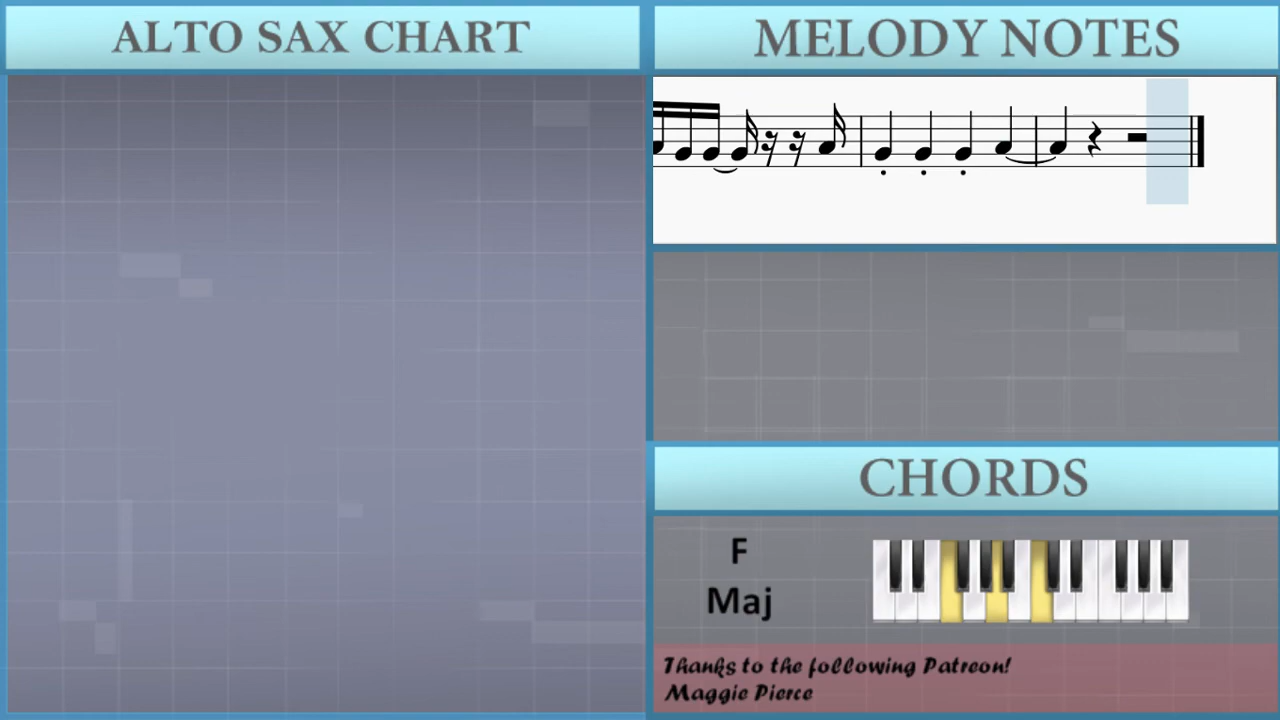 ALTO SAX CHART
MELODY NOTES
CHORDS
F
Maj
Thanks to the following Patreon!
Maggie Pierce